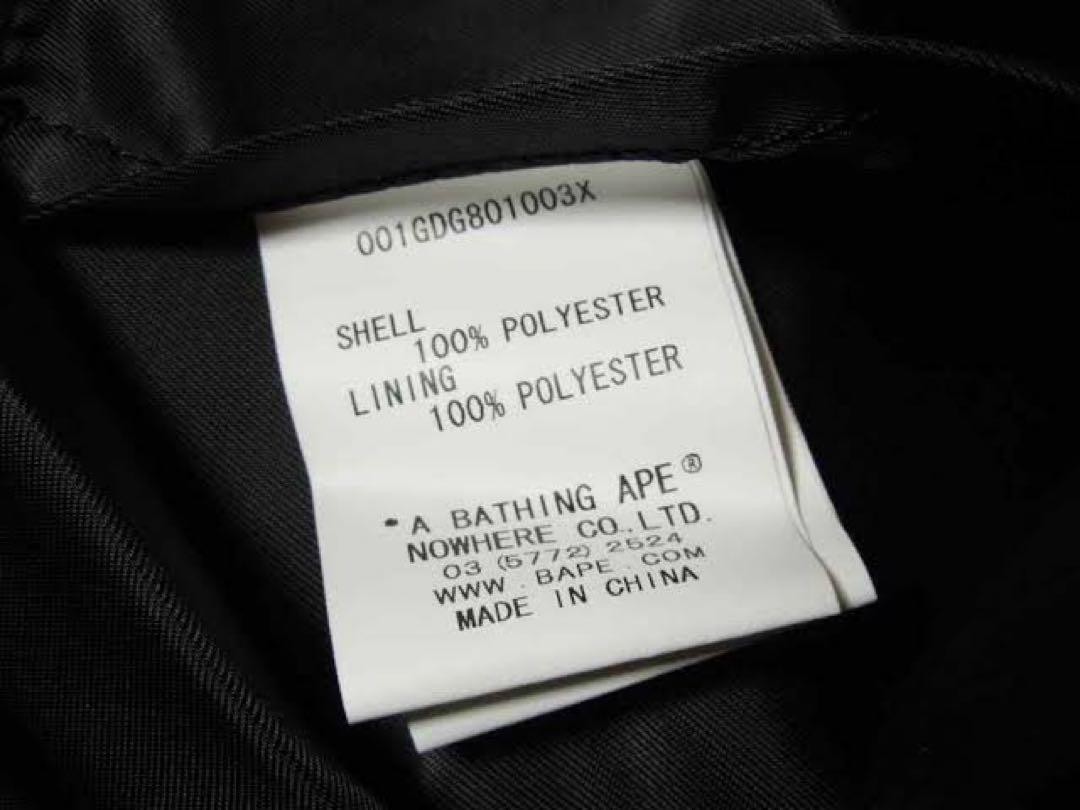 001GDG801003X
SHELL
100% POLYESTER
LINING
100% POLYESTER
•A BATHING APE®
NOWHERE CO.,LTD.
03 (5772) 2524
WWW.BAPE.COM
MADE IN CHINA